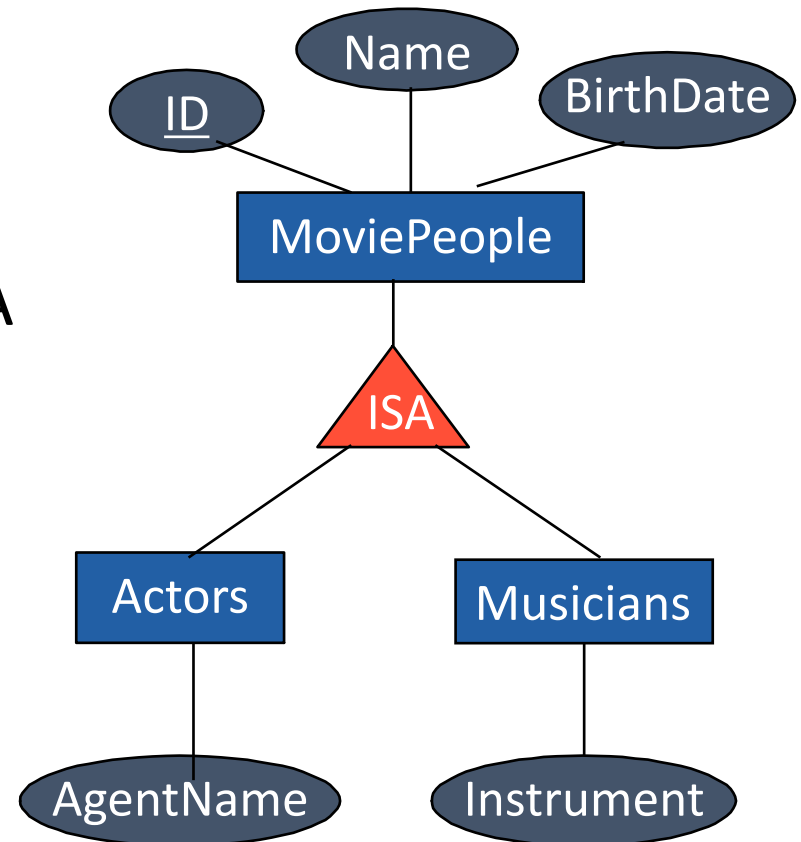 Name
ID
BirthDate
MoviePeople
A
ISA
Actors
Musicians
AgentName
Instrument